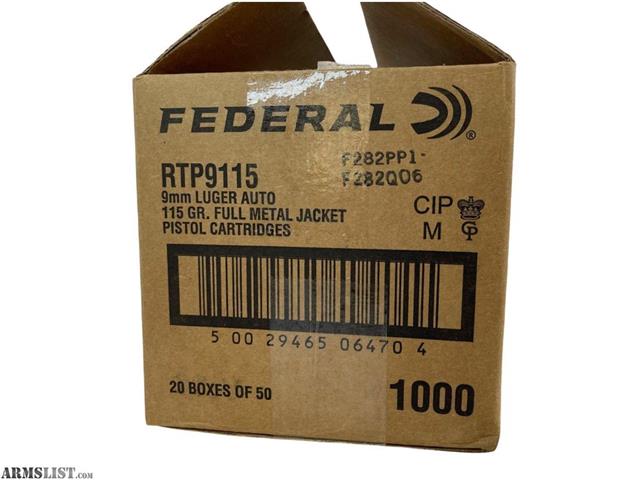 FEDERAL ®
F282PP1-
F282Q06
RTP9115
9mm LUGER AUTO
115 GR. FULL METAL JACKET
PISTOL CARTRIDGES
CIP
M GP
5 00 29465 06470 4
20 BOXES OF 50
1000
ARMSLIST.COM